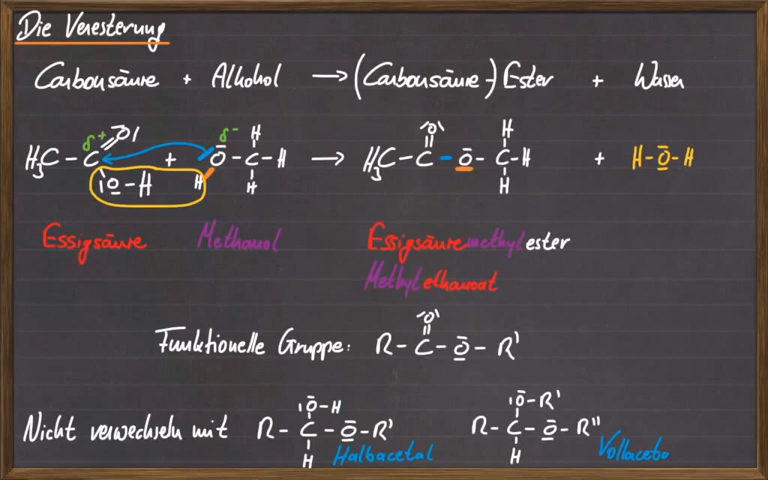 Die Veresterung
Carbonsäure + Alkohol → (Carbonsäure-) Ester + Wasser
δ+ δ- H |O|
O| H
H₃C – C + O – C – H → H₃C – C – O – C – H + H – O – H
|O – H H H H
Essigsäure Methanol Essigsäuremethylester
Methylethanoat
|O|
Funktionelle Gruppe: R – C – O – R'
|O – H |O – R'
Nicht verwechseln mit R – C – O – R' R – C – O – R''
H Halbacetal H Vollaceta